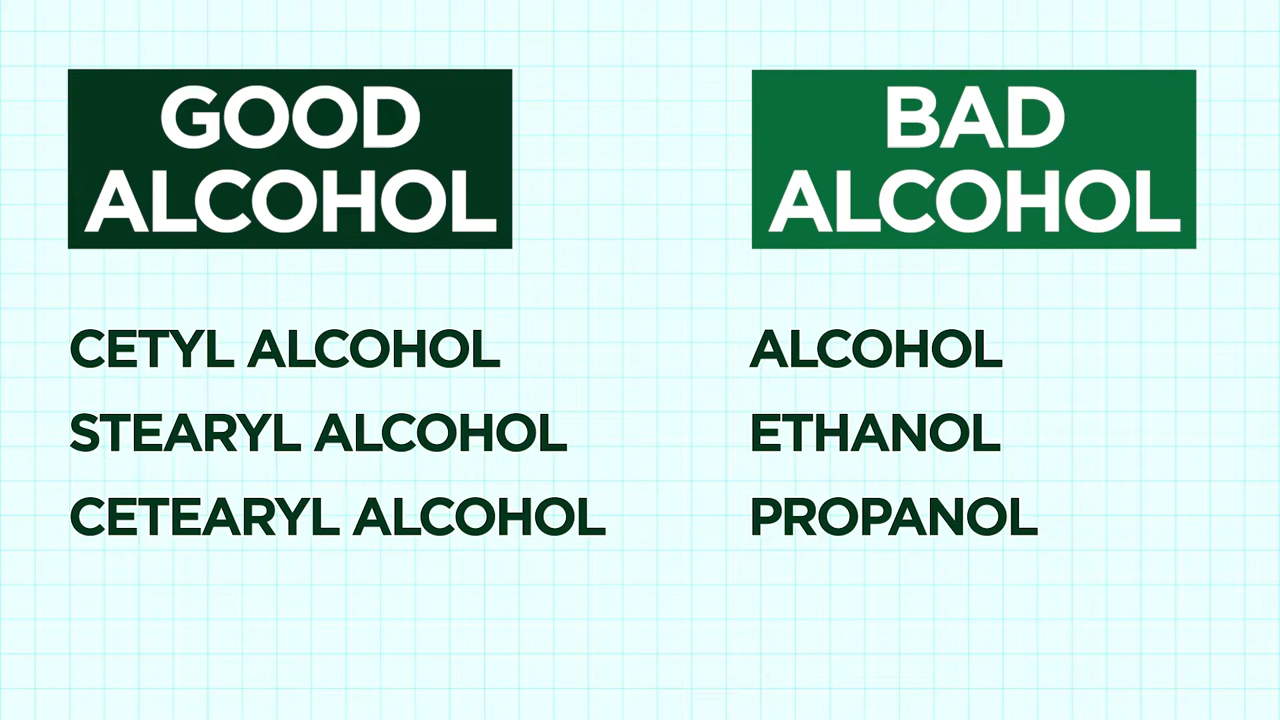 GOOD
ALCOHOL
CETYL ALCOHOL
STEARYL ALCOHOL
CETEARYL ALCOHOL
BAD
ALCOHOL
ALCOHOL
ETHANOL
PROPANOL